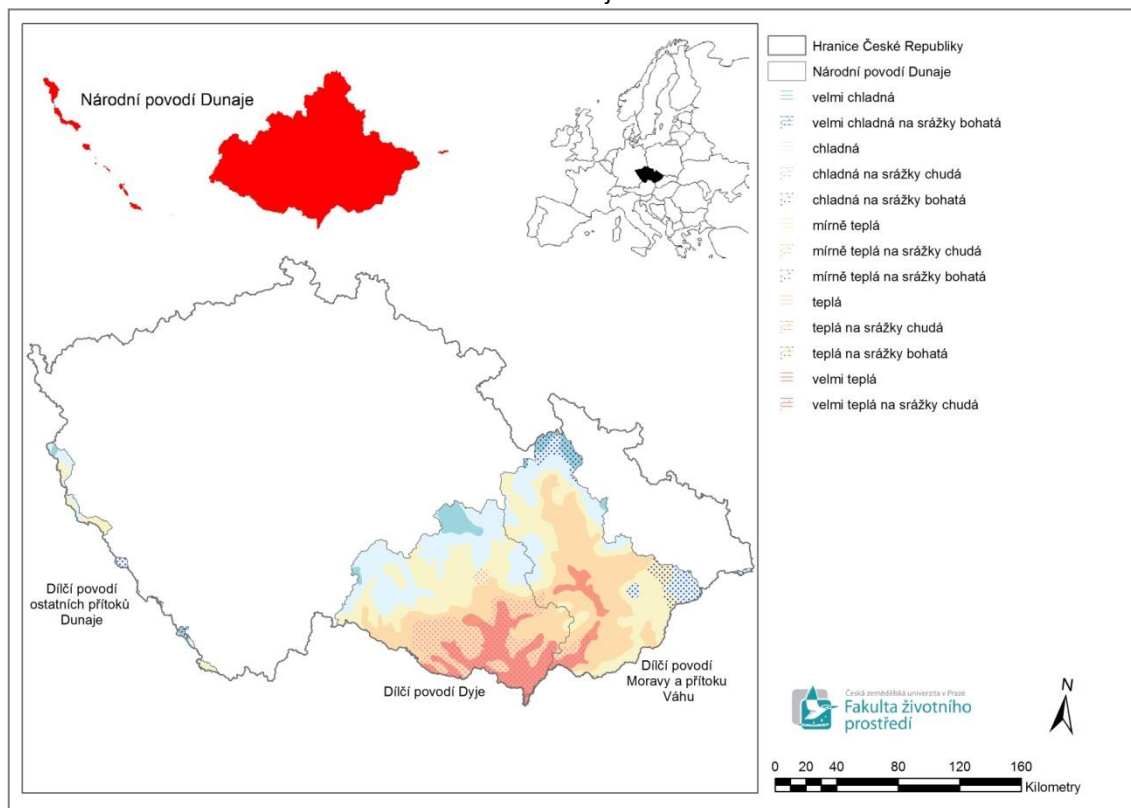 Národní povodí Dunaje
Hranice České Republiky
Národní povodí Dunaje
velmi chladná
velmi chladná na srážky bohatá
chladná
chladná na srážky chudá
chladná na srážky bohatá
mírně teplá
mírně teplá na srážky chudá
mírně teplá na srážky bohatá
teplá
teplá na srážky chudá
teplá na srážky bohatá
velmi teplá
velmi teplá na srážky chudá
Dílčí povodí
ostatních přítoků
Dunaje
Dílčí povodí Dyje
Dílčí povodí
Moravy a přítoku
Váhu
Česká zemědělská univerzita v Praze
Fakulta životního
prostředí
N
0 20 40 80 120 160
Kilometry